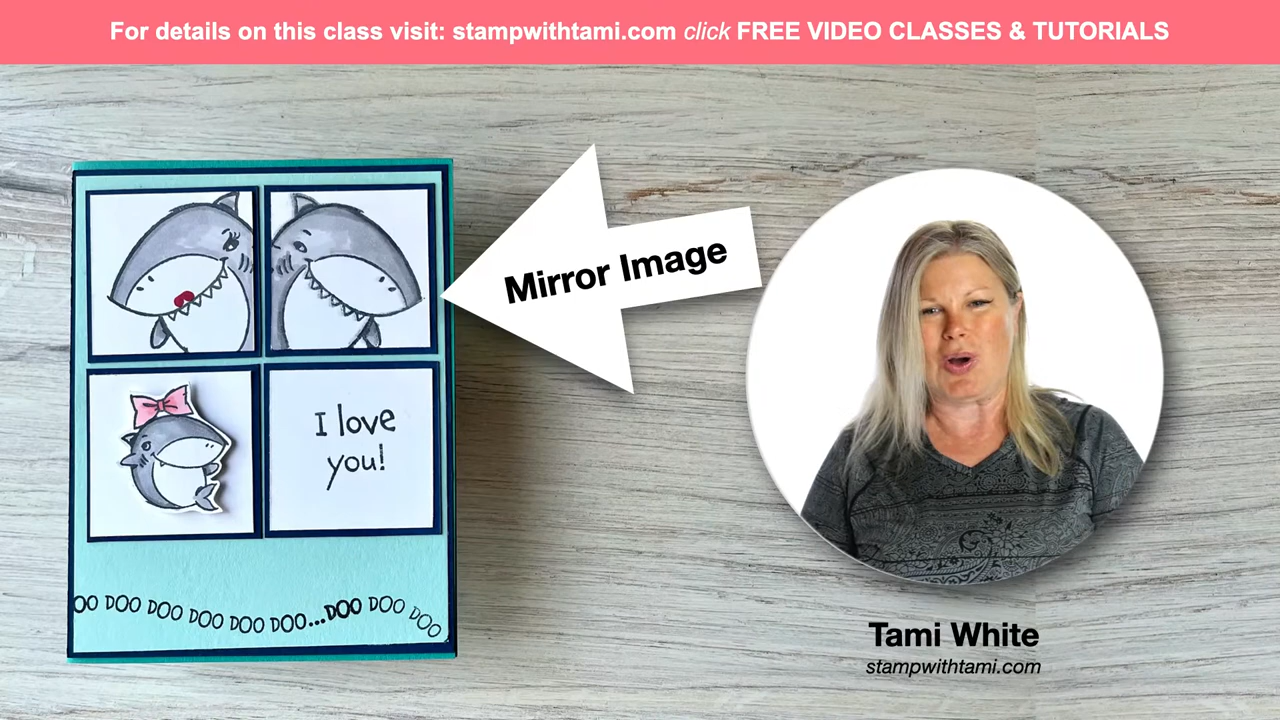 For details on this class visit: stampwithtami.com click FREE VIDEO CLASSES & TUTORIALS
Mirror Image
I love
you!
OO DOO DOO DOO DOO DOO...DOO DOO DOO
Tami White
stampwithtami.com